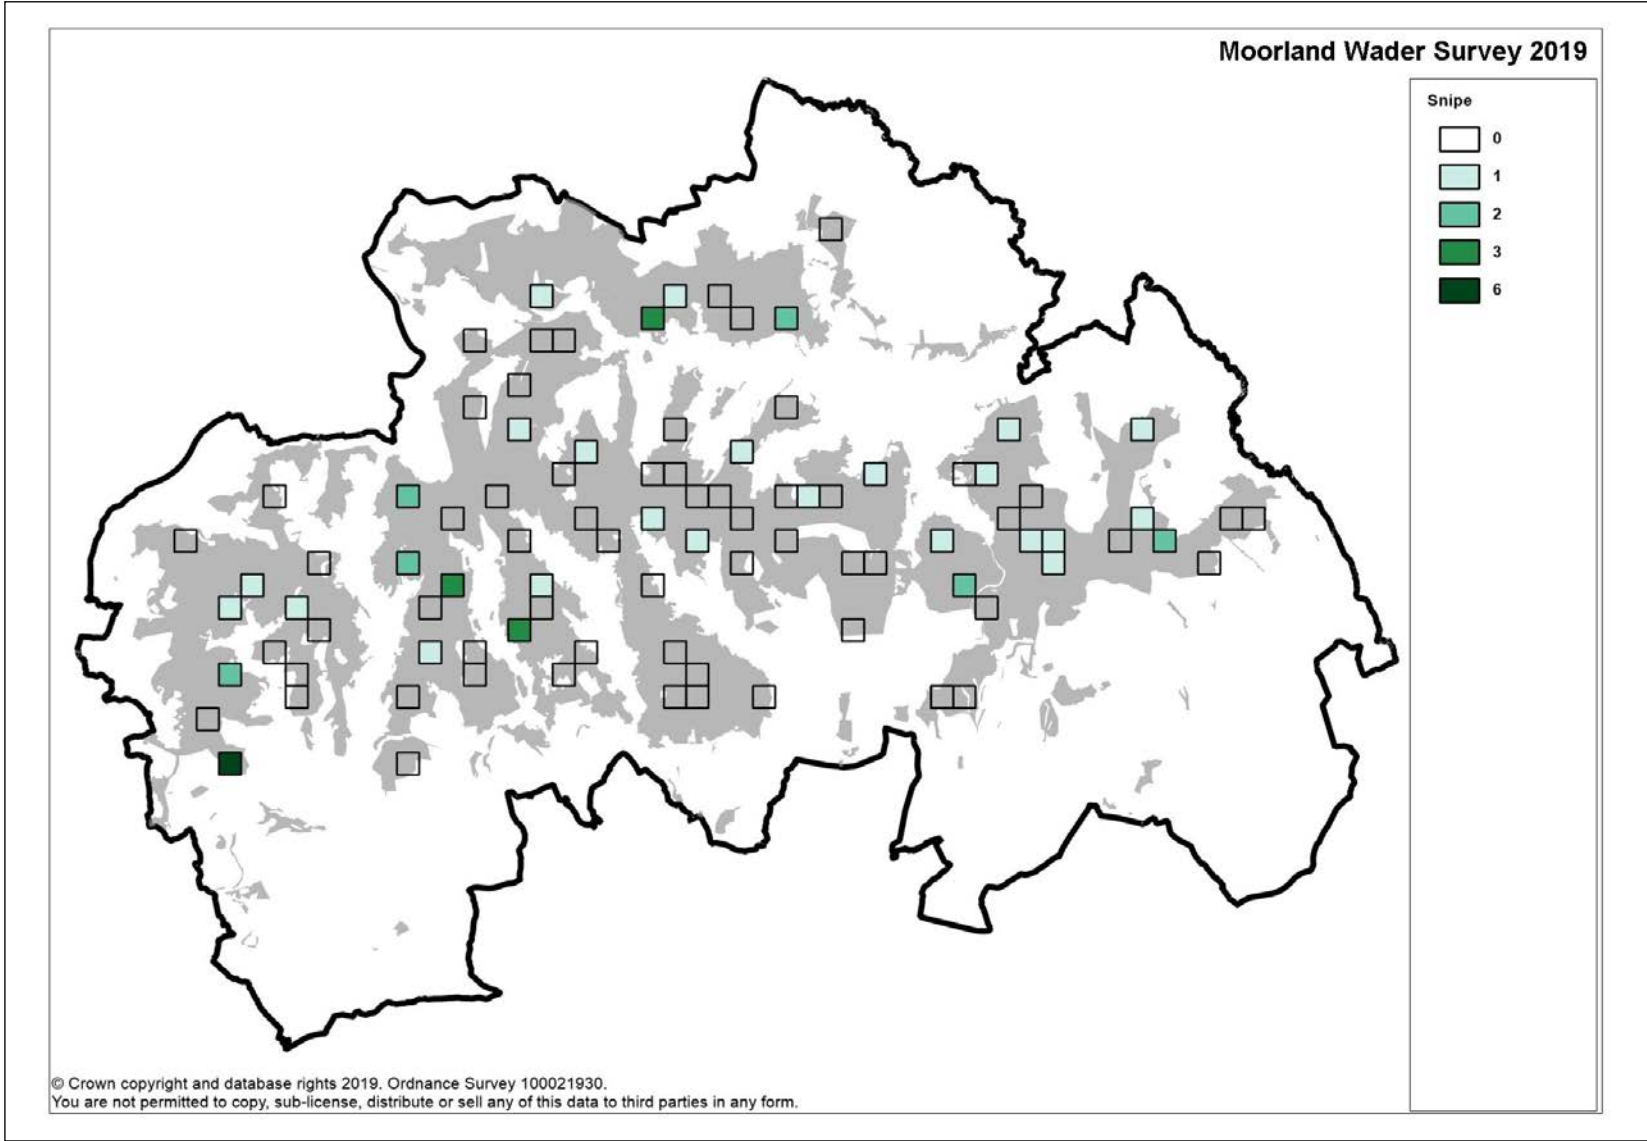 Moorland Wader Survey 2019
Snipe
0
1
2
3
6
© Crown copyright and database rights 2019. Ordnance Survey 100021930.
You are not permitted to copy, sub-license, distribute or sell any of this data to third parties in any form.